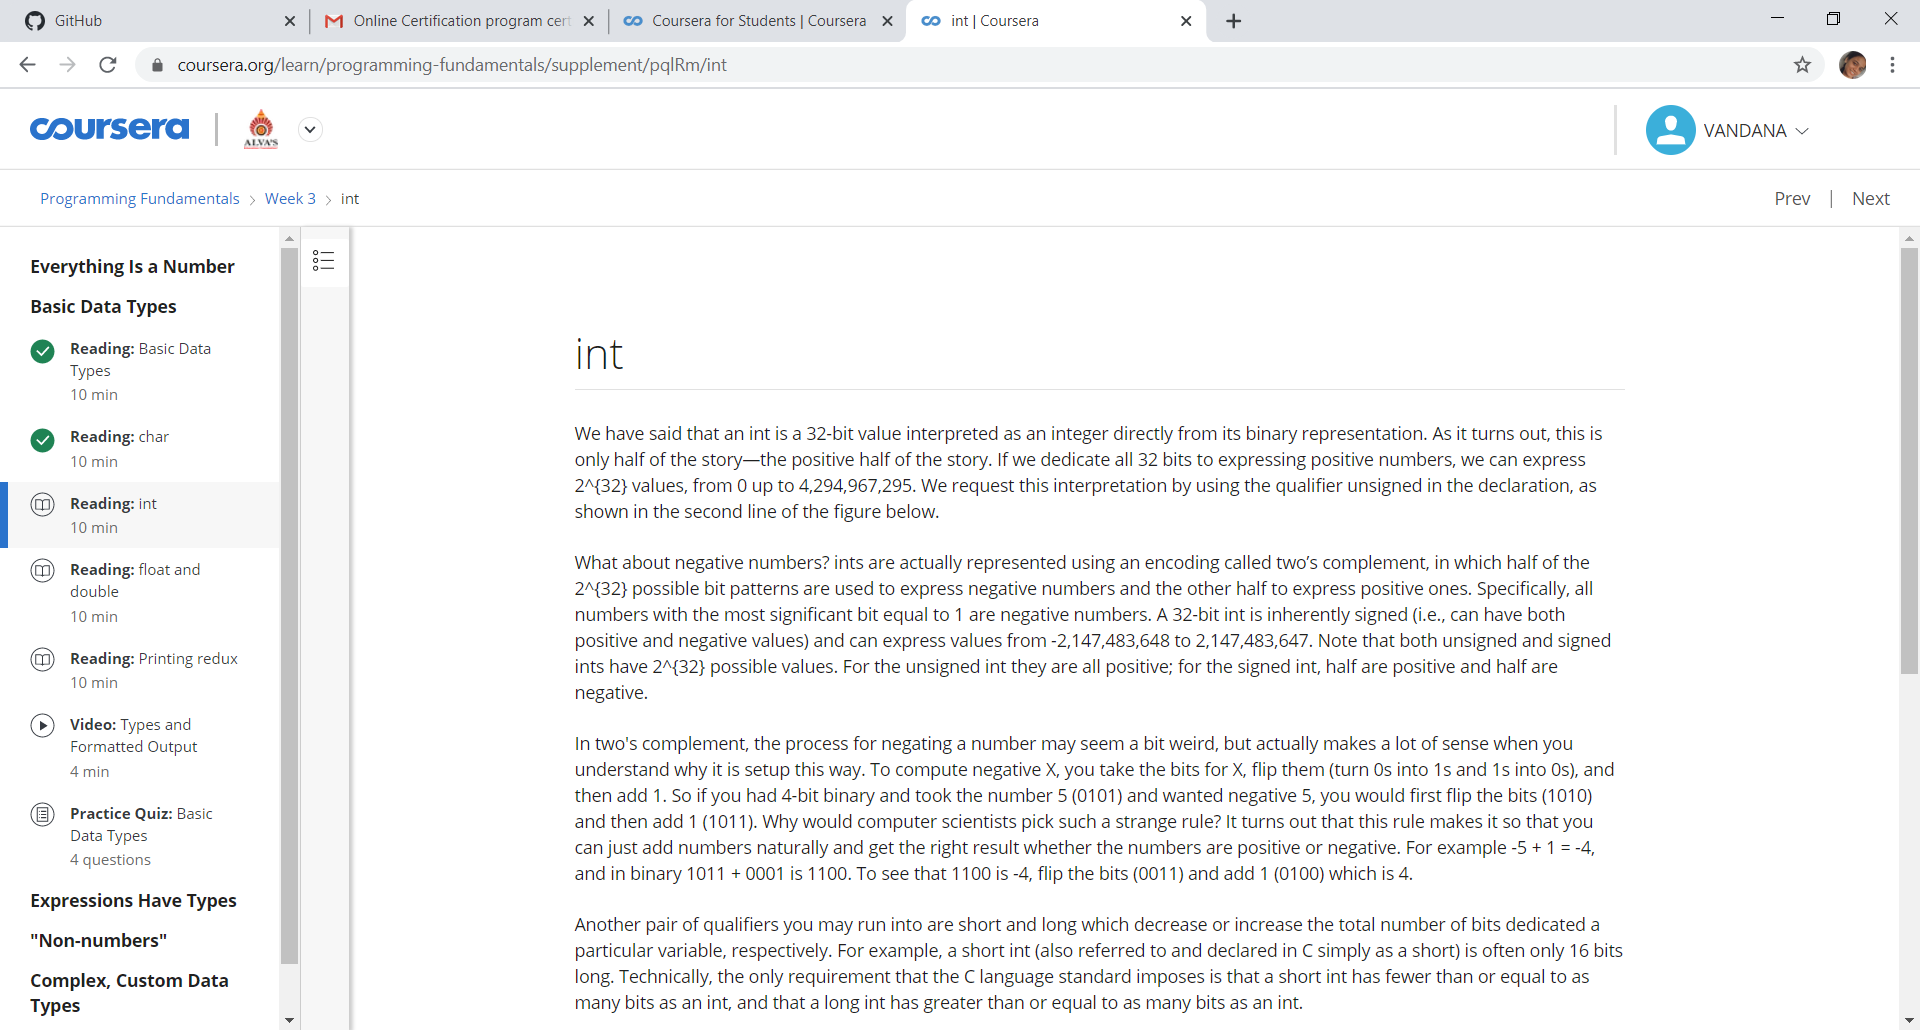 GitHub
Online Certification program cert
Coursera for Students | Coursera
int | Coursera
coursera.org/learn/programming-fundamentals/supplement/pqlRm/int
coursera
ALVA'S
VANDANA
Programming Fundamentals > Week 3 > int
Prev | Next
Everything Is a Number
Basic Data Types
Reading: Basic Data
Types
10 min
Reading: char
10 min
Reading: int
10 min
Reading: float and
double
10 min
Reading: Printing redux
10 min
Video: Types and
Formatted Output
4 min
Practice Quiz: Basic
Data Types
4 questions
Expressions Have Types
"Non-numbers"
Complex, Custom Data
Types
int
We have said that an int is a 32-bit value interpreted as an integer directly from its binary representation. As it turns out, this is
only half of the story—the positive half of the story. If we dedicate all 32 bits to expressing positive numbers, we can express
2^{32} values, from 0 up to 4,294,967,295. We request this interpretation by using the qualifier unsigned in the declaration, as
shown in the second line of the figure below.
What about negative numbers? ints are actually represented using an encoding called two’s complement, in which half of the
2^{32} possible bit patterns are used to express negative numbers and the other half to express positive ones. Specifically, all
numbers with the most significant bit equal to 1 are negative numbers. A 32-bit int is inherently signed (i.e., can have both
positive and negative values) and can express values from -2,147,483,648 to 2,147,483,647. Note that both unsigned and signed
ints have 2^{32} possible values. For the unsigned int they are all positive; for the signed int, half are positive and half are
negative.
In two's complement, the process for negating a number may seem a bit weird, but actually makes a lot of sense when you
understand why it is setup this way. To compute negative X, you take the bits for X, flip them (turn 0s into 1s and 1s into 0s), and
then add 1. So if you had 4-bit binary and took the number 5 (0101) and wanted negative 5, you would first flip the bits (1010)
and then add 1 (1011). Why would computer scientists pick such a strange rule? It turns out that this rule makes it so that you
can just add numbers naturally and get the right result whether the numbers are positive or negative. For example -5 + 1 = -4,
and in binary 1011 + 0001 is 1100. To see that 1100 is -4, flip the bits (0011) and add 1 (0100) which is 4.
Another pair of qualifiers you may run into are short and long which decrease or increase the total number of bits dedicated a
particular variable, respectively. For example, a short int (also referred to and declared in C simply as a short) is often only 16 bits
long. Technically, the only requirement that the C language standard imposes is that a short int has fewer than or equal to as
many bits as an int, and that a long int has greater than or equal to as many bits as an int.